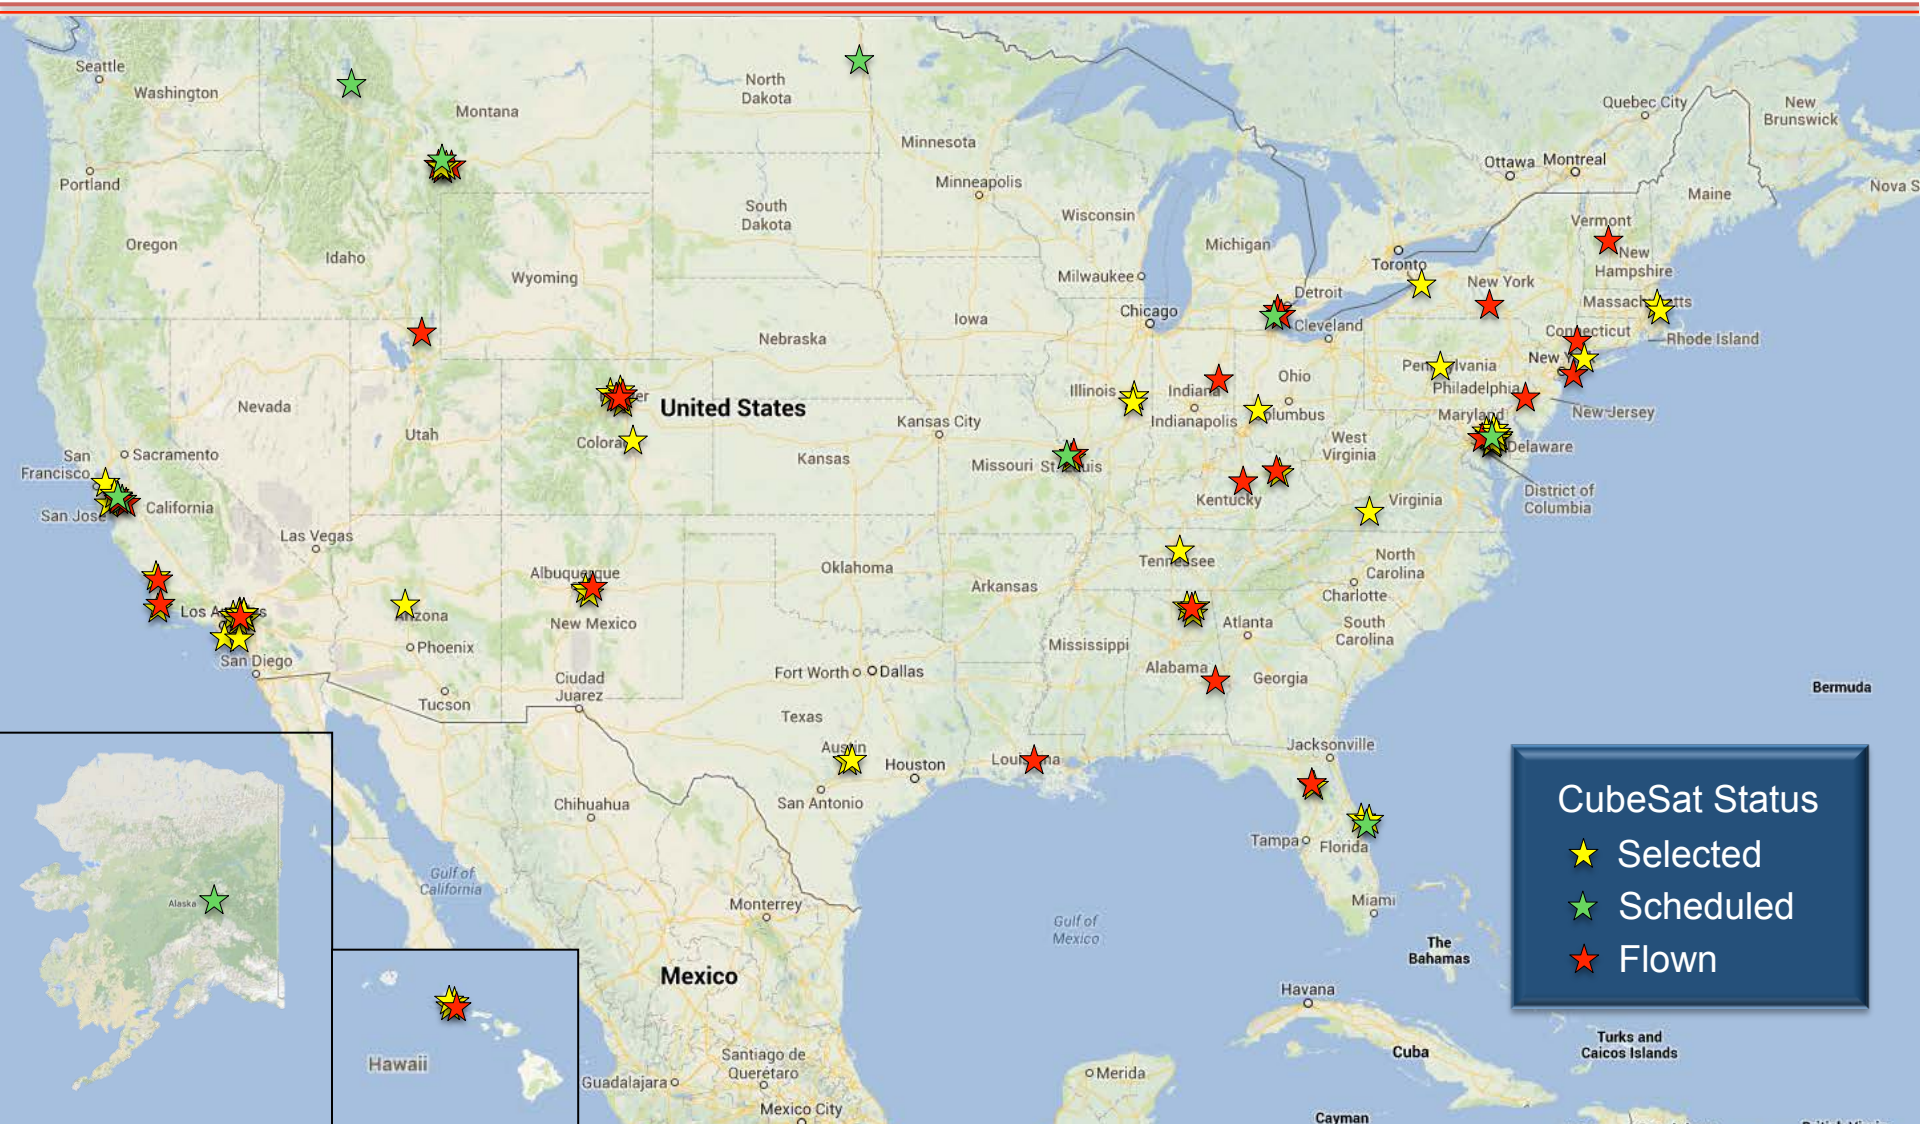 Seattle
Washington
Montana
North
Dakota
Minnesota
Quebec City
New
Brunswick
Portland
Minneapolis
Ottawa
Montreal
Maine
Nova S
South
Dakota
Wisconsin
Vermont
Oregon
Idaho
Michigan
Toronto
New
Hampshire
Wyoming
Milwaukee
Detroit
New York
Massachusetts
Chicago
Iowa
Cleveland
Connecticut
Rhode Island
Nebraska
New Y
Pennsylvania
Philadelphia
Illinois
Indiana
Ohio
Nevada
United States
Kansas City
Indianapolis
Columbus
Maryland
New Jersey
Utah
Colorado
West
Virginia
Delaware
San
Francisco
Sacramento
Kansas
Missouri
St Louis
Kentucky
Virginia
District of
Columbia
San Jose
California
Las Vegas
Albuquerque
Oklahoma
Arkansas
Tennessee
North
Carolina
Charlotte
Los Angeles
Arizona
New Mexico
Mississippi
Atlanta
South
Carolina
San Diego
Phoenix
Fort Worth
Dallas
Alabama
Georgia
Ciudad
Juarez
Tucson
Bermuda
Texas
Austin
Houston
Louisiana
Jacksonville
Chihuahua
San Antonio
Tampa
Florida
Gulf of
California
Alaska
Monterrey
Gulf of
Mexico
Miami
The
Bahamas
Mexico
Havana
Hawaii
Santiago de
Querétaro
Guadalajara
Merida
Cuba
Turks and
Caicos Islands
Mexico City
Cayman
CubeSat Status
Selected
Scheduled
Flown